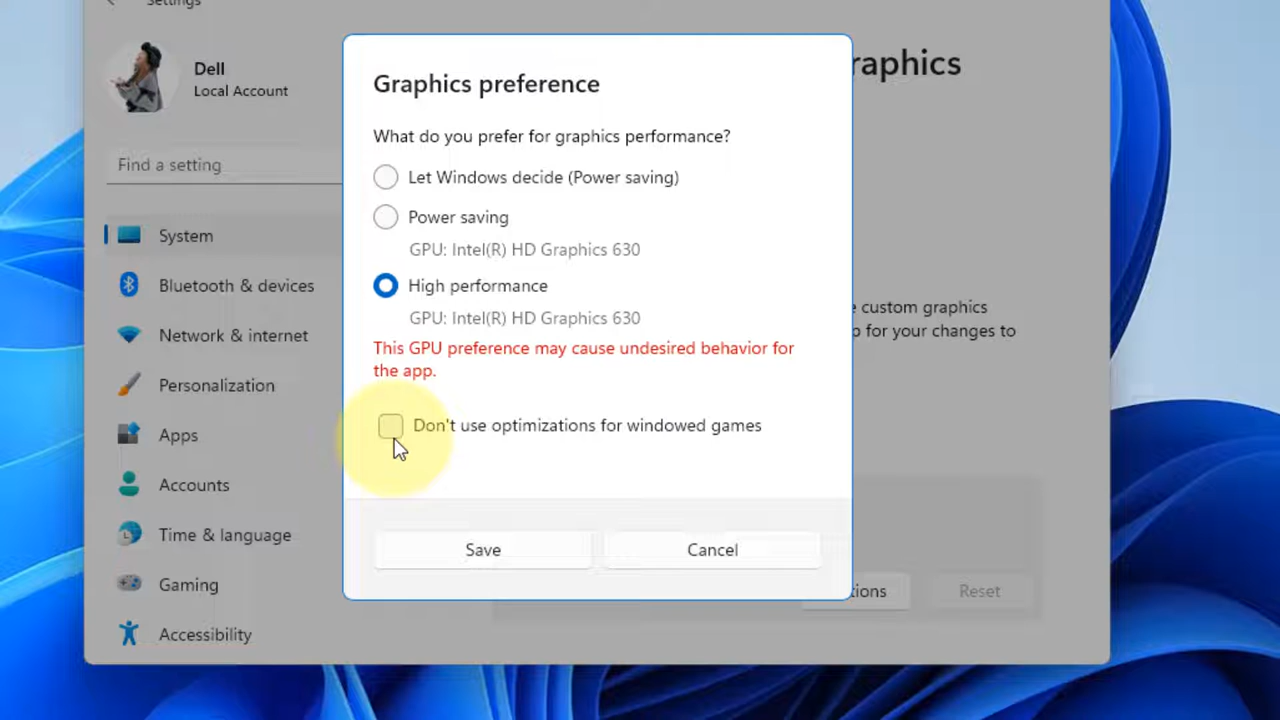 Settings
Dell
Local Account
Find a setting
System
Bluetooth & devices
Network & internet
Personalization
Apps
Accounts
Time & language
Gaming
Accessibility
Graphics preference
What do you prefer for graphics performance?
Let Windows decide (Power saving)
Power saving
GPU: Intel(R) HD Graphics 630
High performance
GPU: Intel(R) HD Graphics 630
This GPU preference may cause undesired behavior for
the app.
Don't use optimizations for windowed games
Save
Cancel
raphics
custom graphics
for your changes to
Reset